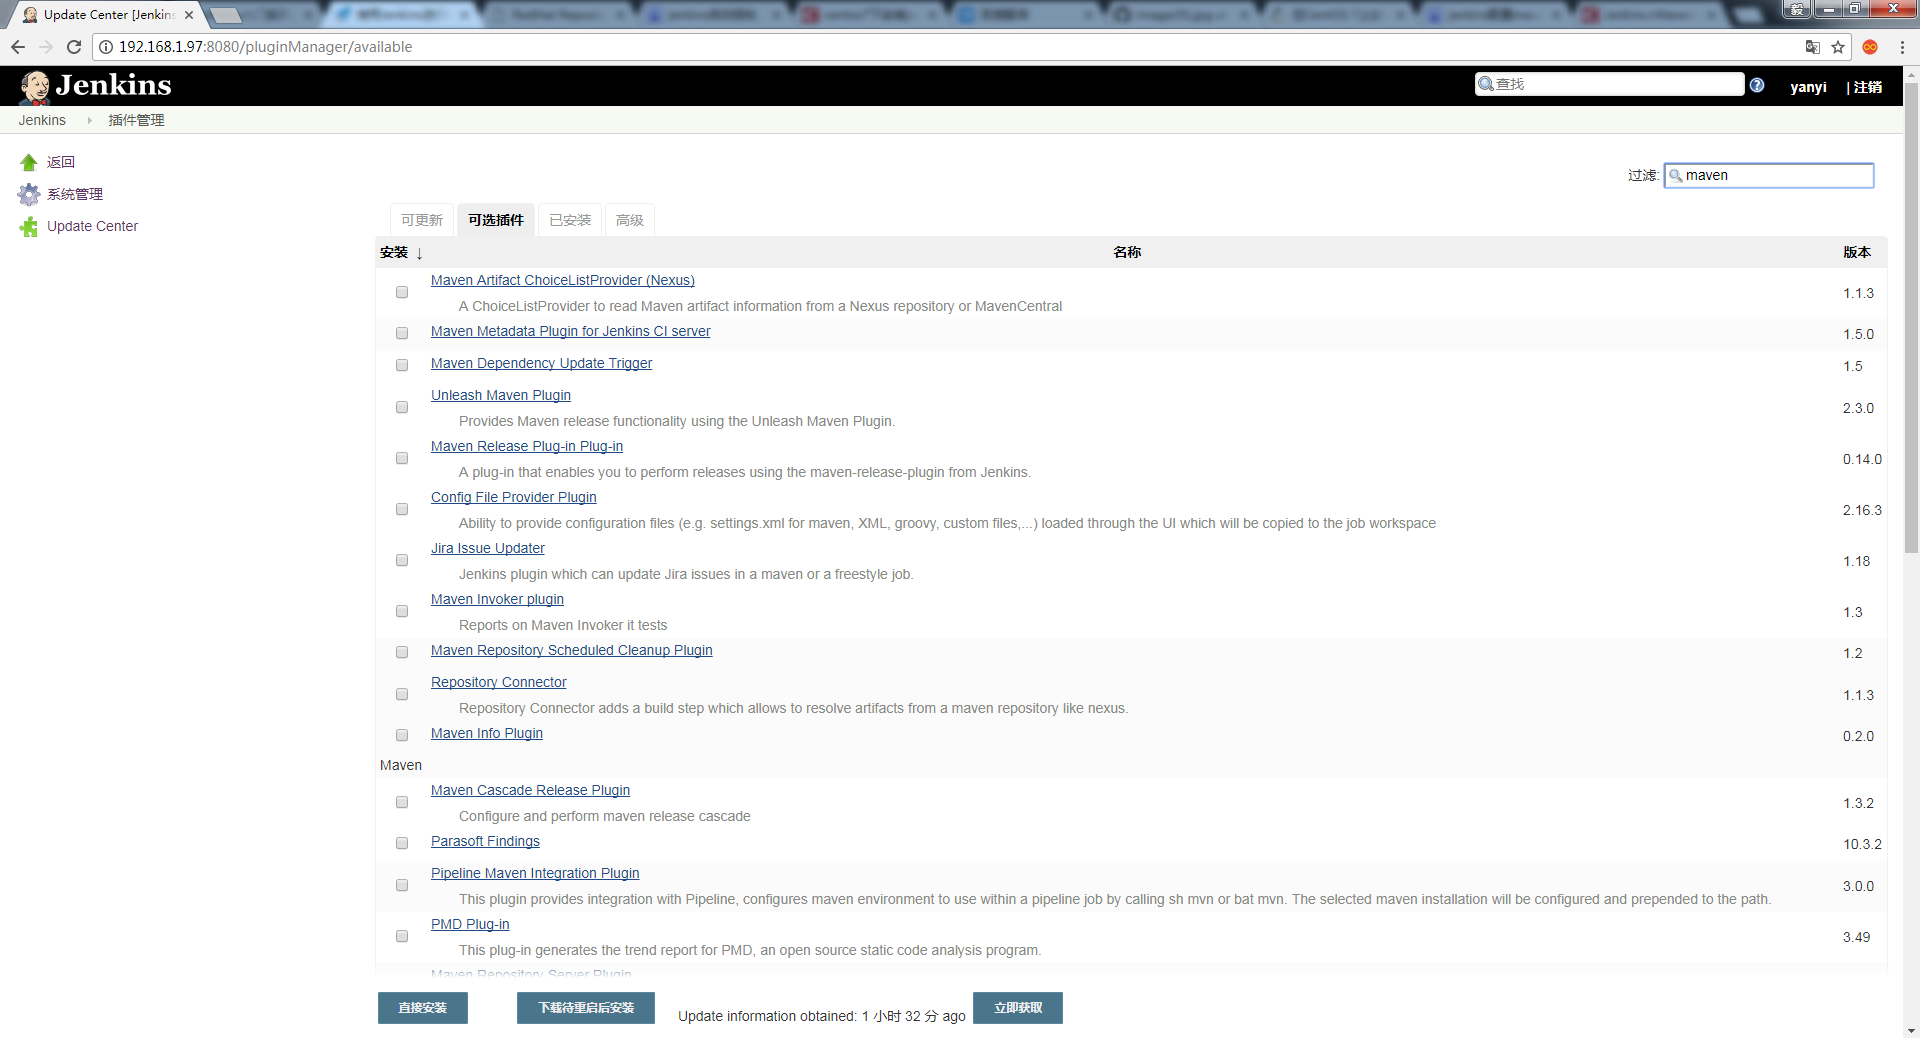 Update Center [Jenkins
毅
192.168.1.97:8080/pluginManager/available
Jenkins
查找
yanyi
| 注销
Jenkins
插件管理
返回
系统管理
Update Center
过滤:
maven
可更新
可选插件
已安装
高级
安装 ↓
名称
版本
Maven Artifact ChoiceListProvider (Nexus)
A ChoiceListProvider to read Maven artifact information from a Nexus repository or MavenCentral
1.1.3
Maven Metadata Plugin for Jenkins CI server
1.5.0
Maven Dependency Update Trigger
1.5
Unleash Maven Plugin
Provides Maven release functionality using the Unleash Maven Plugin.
2.3.0
Maven Release Plug-in Plug-in
A plug-in that enables you to perform releases using the maven-release-plugin from Jenkins.
0.14.0
Config File Provider Plugin
Ability to provide configuration files (e.g. settings.xml for maven, XML, groovy, custom files,...) loaded through the UI which will be copied to the job workspace
2.16.3
Jira Issue Updater
Jenkins plugin which can update Jira issues in a maven or a freestyle job.
1.18
Maven Invoker plugin
Reports on Maven Invoker it tests
1.3
Maven Repository Scheduled Cleanup Plugin
1.2
Repository Connector
Repository Connector adds a build step which allows to resolve artifacts from a maven repository like nexus.
1.1.3
Maven Info Plugin
0.2.0
Maven
Maven Cascade Release Plugin
Configure and perform maven release cascade
1.3.2
Parasoft Findings
10.3.2
Pipeline Maven Integration Plugin
This plugin provides integration with Pipeline, configures maven environment to use within a pipeline job by calling sh mvn or bat mvn. The selected maven installation will be configured and prepended to the path.
3.0.0
PMD Plug-in
This plug-in generates the trend report for PMD, an open source static code analysis program.
3.49
Maven Repository Server Plugin
直接安装
下载待重启后安装
Update information obtained: 1 小时 32 分 ago
立即获取